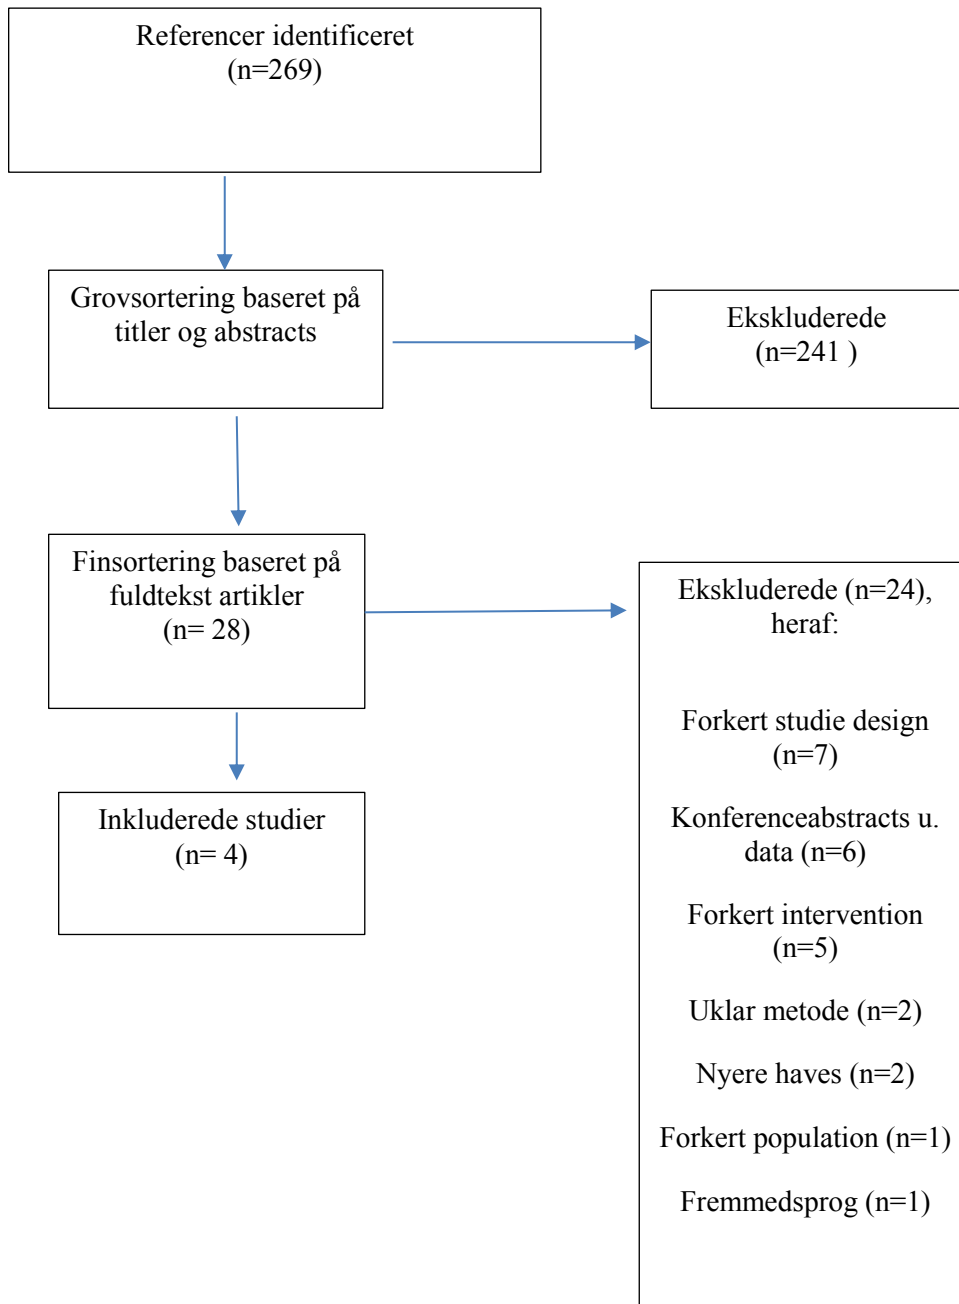 Referencer identificeret
(n=269)
Grovsortering baseret på
titler og abstracts
Ekskluderede
(n=241 )
Finsortering baseret på
fuldtekst artikler
(n= 28)
Ekskluderede (n=24),
heraf:
Forkert studie design
(n=7)
Konferenceabstracts u.
data (n=6)
Forkert intervention
(n=5)
Uklar metode (n=2)
Nyere haves (n=2)
Forkert population (n=1)
Fremmedsprog (n=1)
Inkluderede studier
(n= 4)